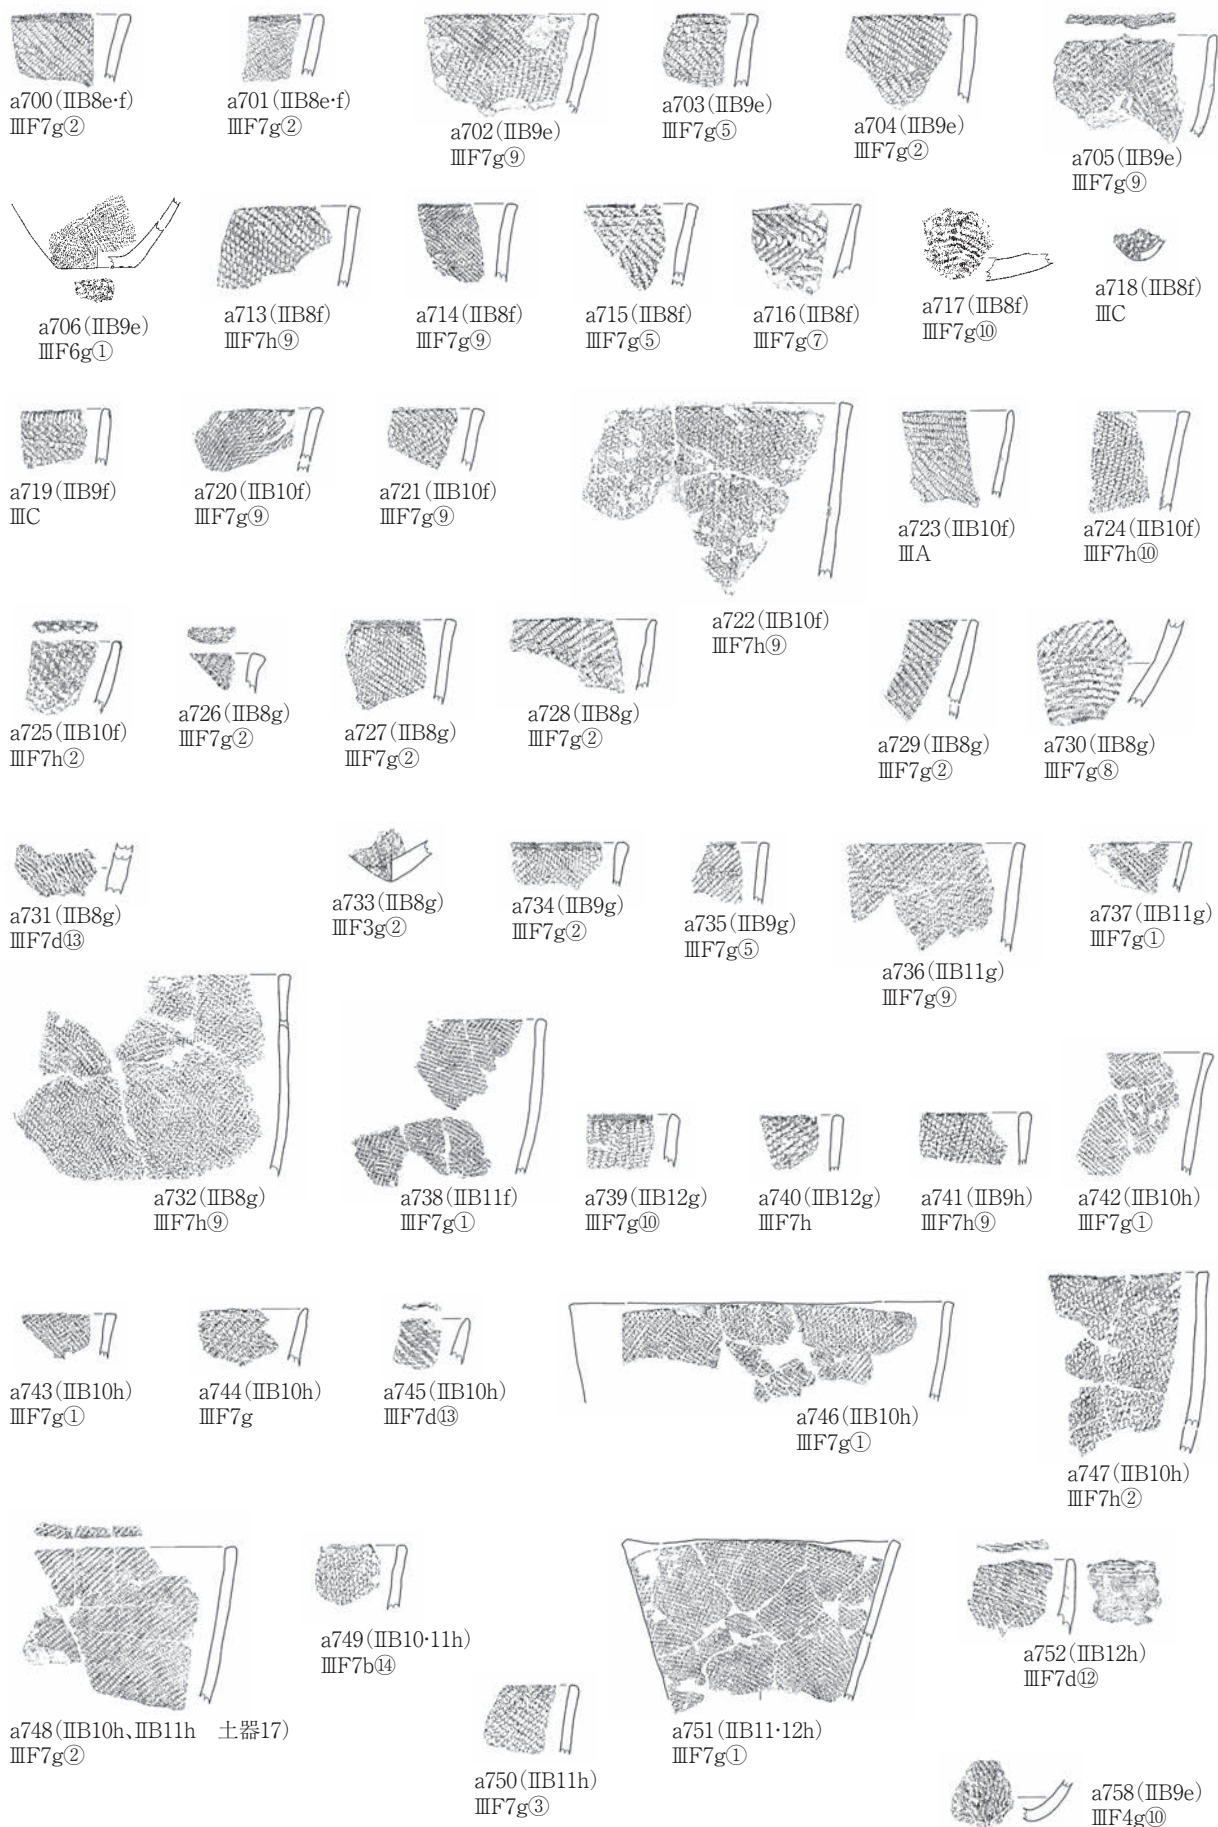 a700(ⅡB8e·f)
ⅢF7g②
a701(ⅡB8e·f)
ⅢF7g②
a702(ⅡB9e)
ⅢF7g⑨
a703(ⅡB9e)
ⅢF7g⑤
a704(ⅡB9e)
ⅢF7g②
a705(ⅡB9e)
ⅢF7g⑨
a706(ⅡB9e)
ⅢF6g①
a713(ⅡB8f)
ⅢF7h⑨
a714(ⅡB8f)
ⅢF7g⑨
a715(ⅡB8f)
ⅢF7g⑤
a716(ⅡB8f)
ⅢF7g⑦
a717(ⅡB8f)
ⅢF7g⑩
a718(ⅡB8f)
ⅢC
a719(ⅡB9f)
ⅢC
a720(ⅡB10f)
ⅢF7g⑨
a721(ⅡB10f)
ⅢF7g⑨
a722(ⅡB10f)
ⅢF7h⑨
a723(ⅡB10f)
ⅢA
a724(ⅡB10f)
ⅢF7h⑩
a725(ⅡB10f)
ⅢF7h②
a726(ⅡB8g)
ⅢF7g②
a727(ⅡB8g)
ⅢF7g②
a728(ⅡB8g)
ⅢF7g②
a729(ⅡB8g)
ⅢF7g②
a730(ⅡB8g)
ⅢF7g⑧
a731(ⅡB8g)
ⅢF7d⑬
a733(ⅡB8g)
ⅢF3g②
a734(ⅡB9g)
ⅢF7g②
a735(ⅡB9g)
ⅢF7g⑤
a736(ⅡB11g)
ⅢF7g⑨
a737(ⅡB11g)
ⅢF7g①
a732(ⅡB8g)
ⅢF7h⑨
a738(ⅡB11f)
ⅢF7g①
a739(ⅡB12g)
ⅢF7g⑩
a740(ⅡB12g)
ⅢF7h
a741(ⅡB9h)
ⅢF7h⑨
a742(ⅡB10h)
ⅢF7g①
a743(ⅡB10h)
ⅢF7g①
a744(ⅡB10h)
ⅢF7g
a745(ⅡB10h)
ⅢF7d⑬
a746(ⅡB10h)
ⅢF7g①
a747(ⅡB10h)
ⅢF7h②
a748(ⅡB10h、ⅡB11h　土器17)
ⅢF7g②
a749(ⅡB10·11h)
ⅢF7b⑭
a750(ⅡB11h)
ⅢF7g③
a751(ⅡB11·12h)
ⅢF7g①
a752(ⅡB12h)
ⅢF7d⑫
a758(ⅡB9e)
ⅢF4g⑩